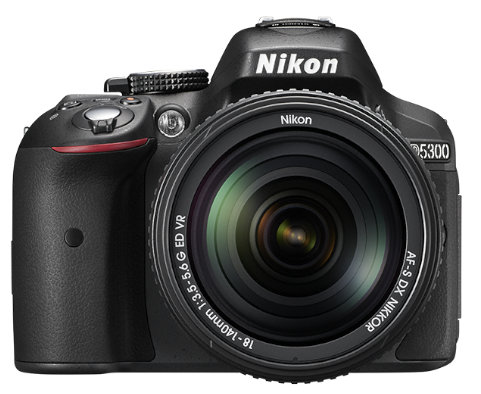 Nikon
Nikon
D5300
18-140mm 1:3.5-5.6 G ED VR
AF-S DX NIKKOR